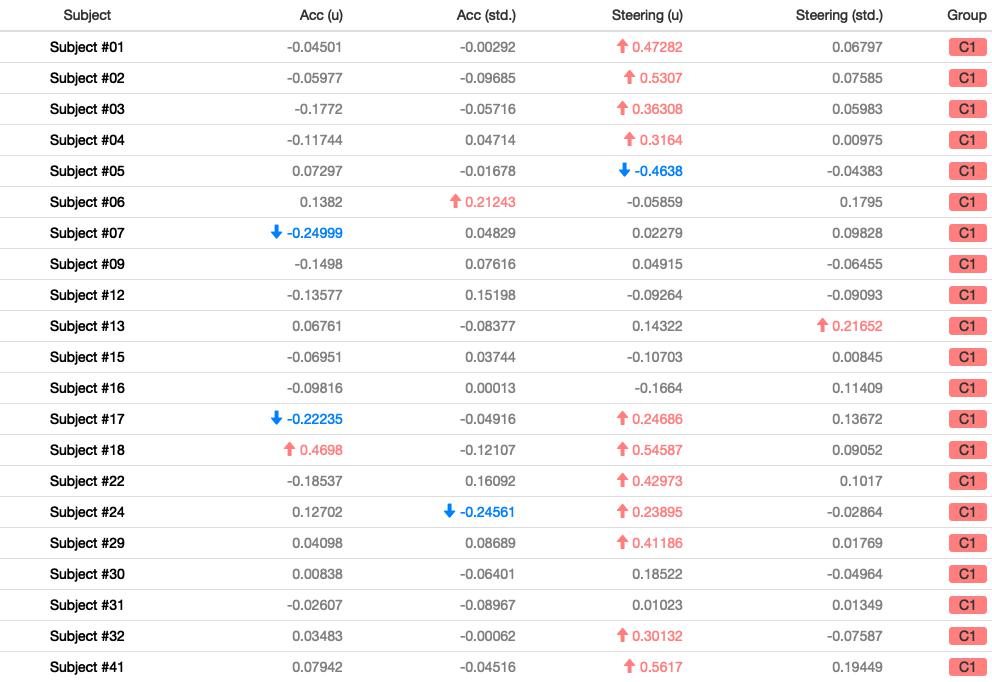 Subject Acc (u) Acc (std.) Steering (u) Steering (std.) Group
Subject #01 -0.04501 -0.00292 0.47282 0.06797 C1
Subject #02 -0.05977 -0.09685 0.5307 0.07585 C1
Subject #03 -0.1772 -0.05716 0.36308 0.05983 C1
Subject #04 -0.11744 0.04714 0.3164 0.00975 C1
Subject #05 0.07297 -0.01678 -0.4638 -0.04383 C1
Subject #06 0.1382 0.21243 -0.05859 0.1795 C1
Subject #07 -0.24999 0.04829 0.02279 0.09828 C1
Subject #09 -0.1498 0.07616 0.04915 -0.06455 C1
Subject #12 -0.13577 0.15198 -0.09264 -0.09093 C1
Subject #13 0.06761 -0.08377 0.14322 0.21652 C1
Subject #15 -0.06951 0.03744 -0.10703 0.00845 C1
Subject #16 -0.09816 0.00013 -0.1664 0.11409 C1
Subject #17 -0.22235 -0.04916 0.24686 0.13672 C1
Subject #18 0.4698 -0.12107 0.54587 0.09052 C1
Subject #22 -0.18537 0.16092 0.42973 0.1017 C1
Subject #24 0.12702 -0.24561 0.23895 -0.02864 C1
Subject #29 0.04098 0.08689 0.41186 0.01769 C1
Subject #30 0.00838 -0.06401 0.18522 -0.04964 C1
Subject #31 -0.02607 -0.08967 0.01023 0.01349 C1
Subject #32 0.03483 -0.00062 0.30132 -0.07587 C1
Subject #41 0.07942 -0.04516 0.5617 0.19449 C1